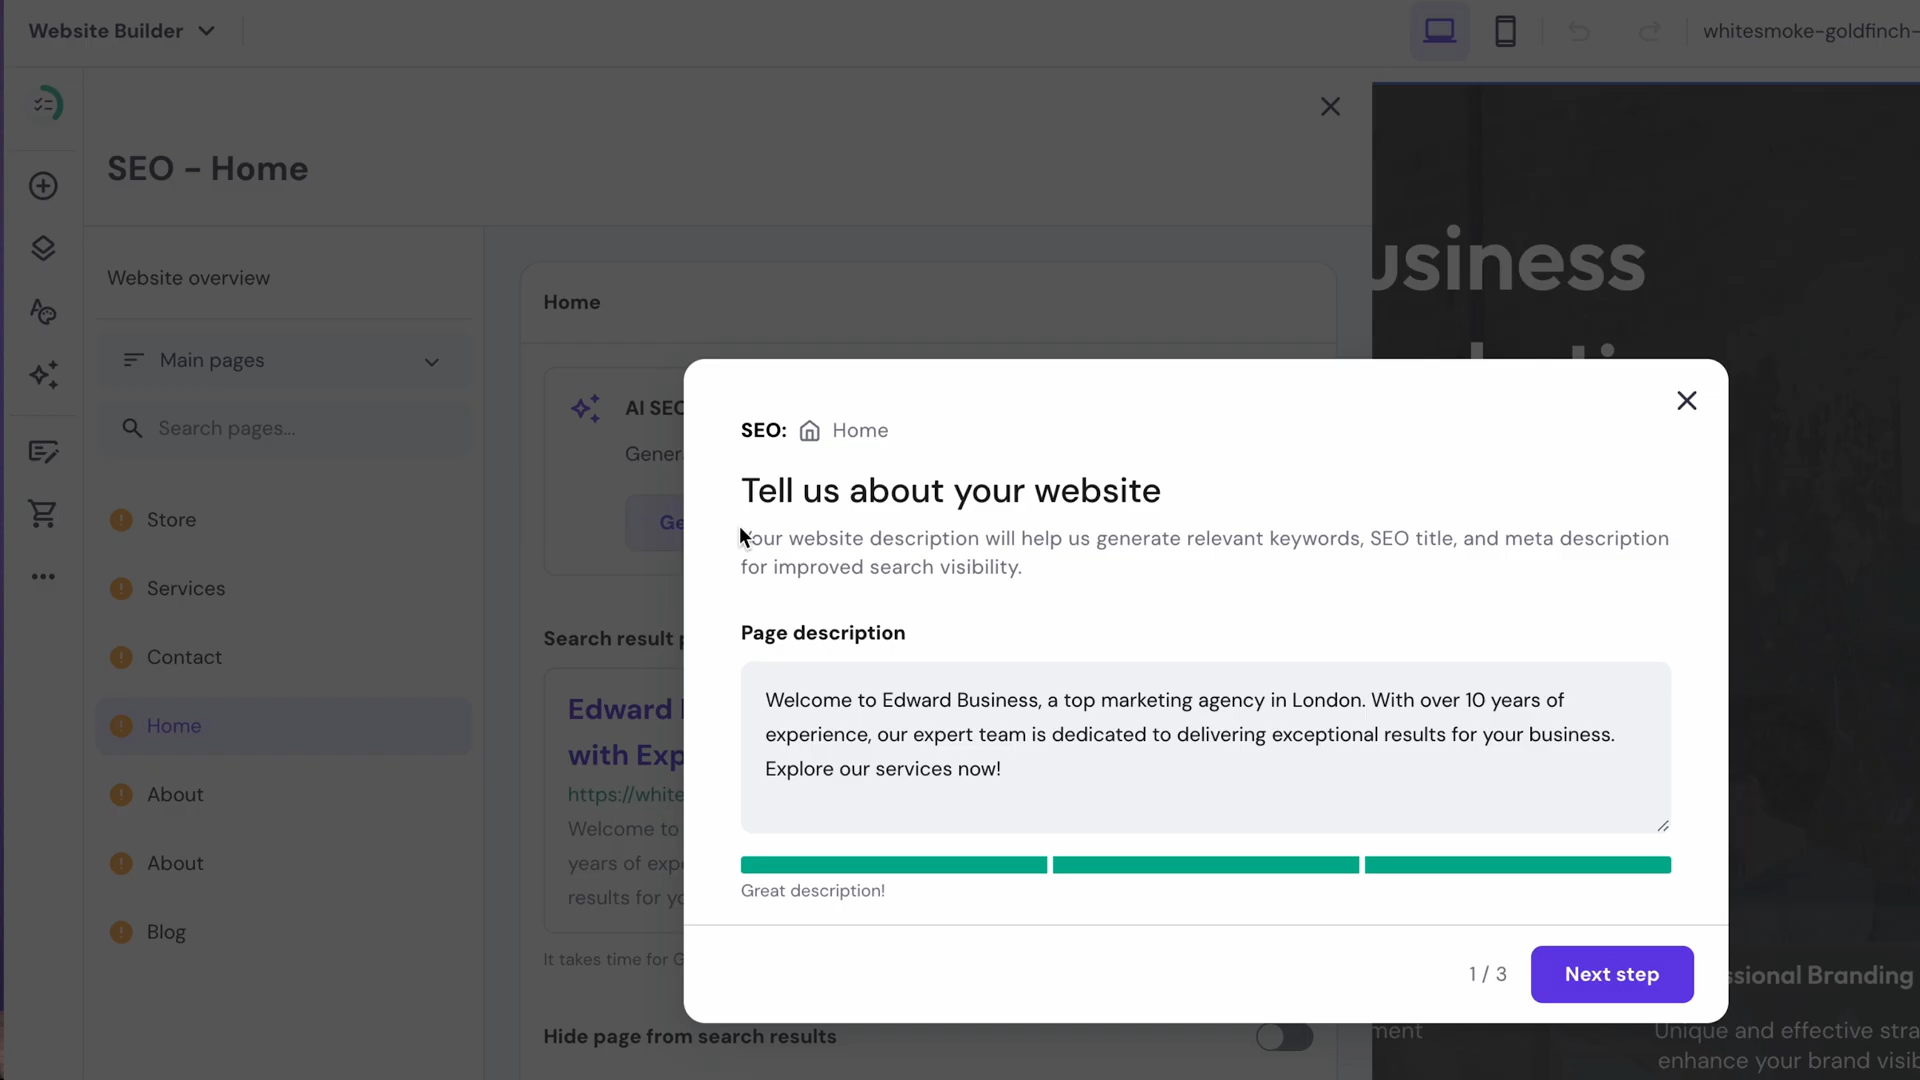 Website Builder
whitesmoke-goldfinch-
SEO – Home
Website overview
Main pages
Search pages...
Store
Services
Contact
Home
About
About
Blog
Home
AI SEO
Gener
Ge
Search result p
Edward
with Exp
https://white
Welcome to
years of expe
results for yo
It takes time for G
Hide page from search results
usiness
SEO: Home
Tell us about your website
Your website description will help us generate relevant keywords, SEO title, and meta description
for improved search visibility.
Page description
Welcome to Edward Business, a top marketing agency in London. With over 10 years of
experience, our expert team is dedicated to delivering exceptional results for your business.
Explore our services now!
Great description!
1 / 3
Next step
ssional Branding
ment
Unique and effective stra
enhance your brand visib